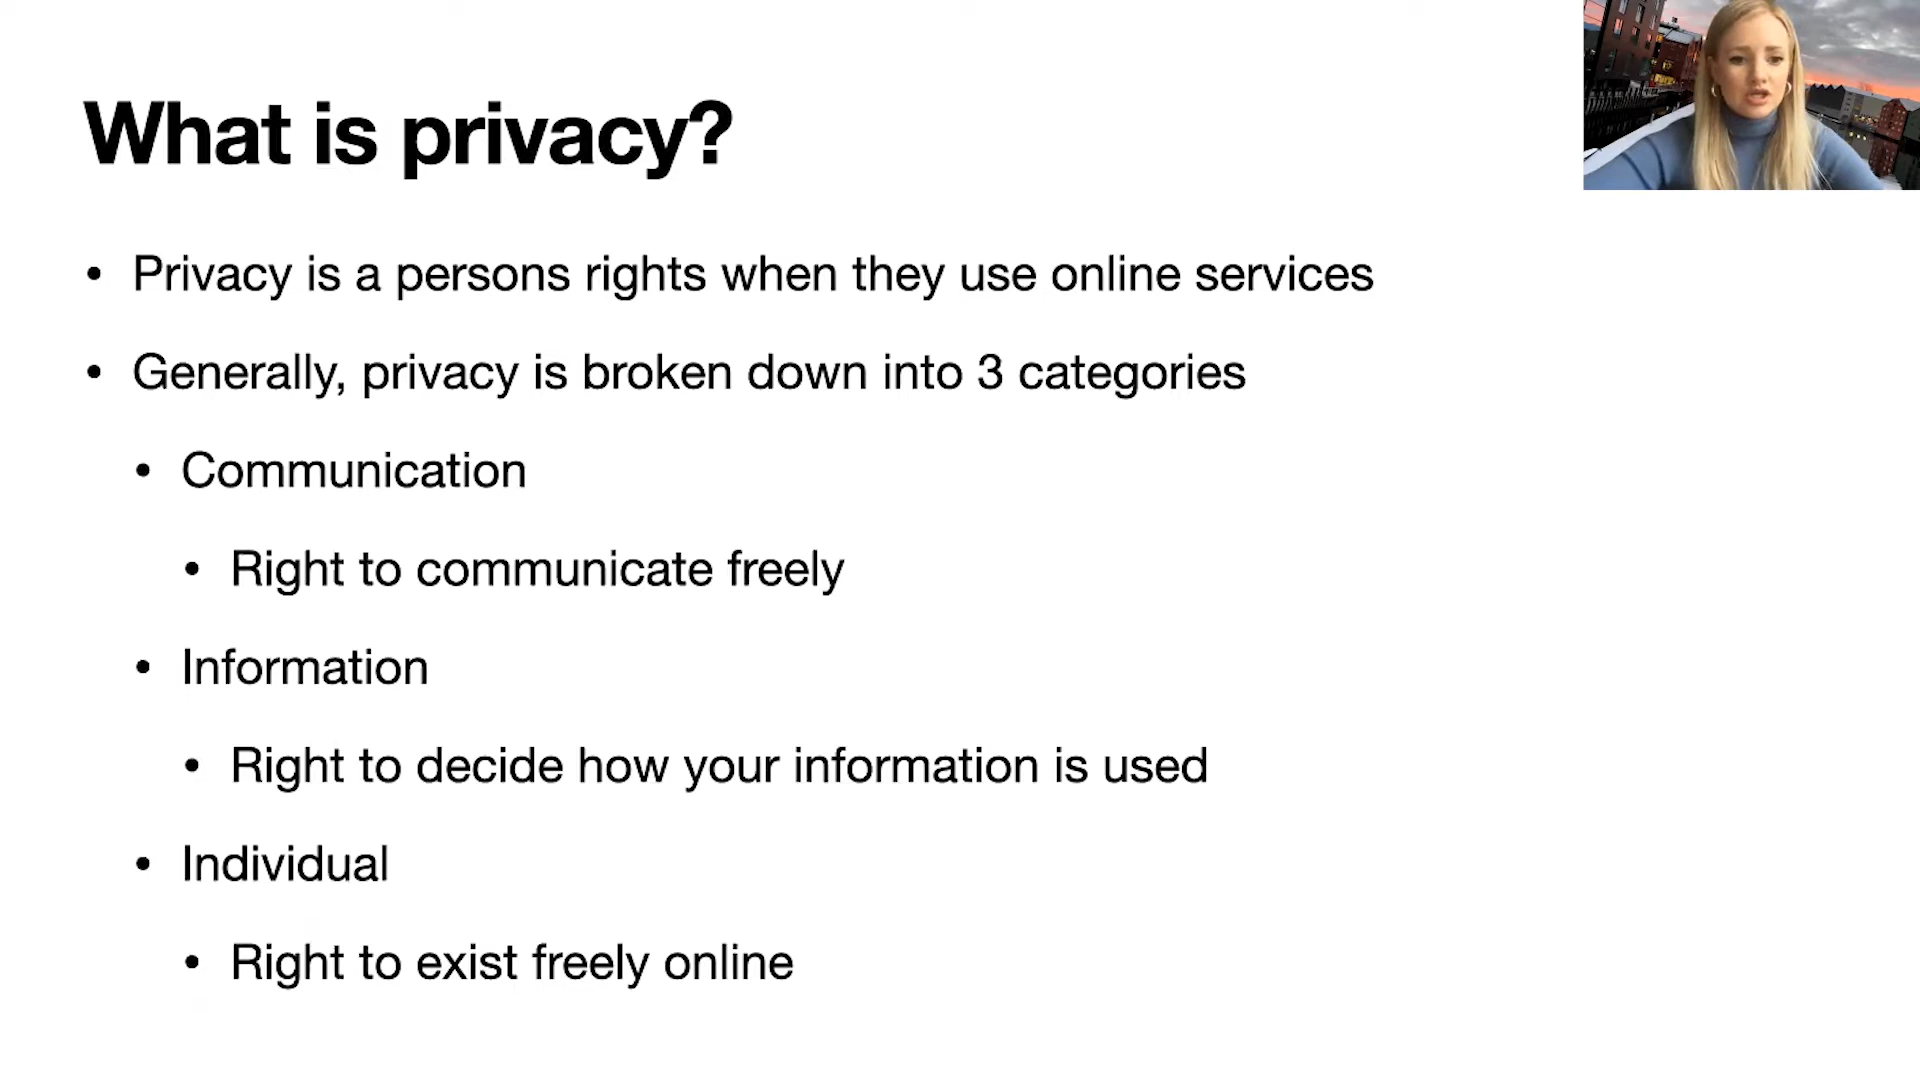 What is privacy?
• Privacy is a persons rights when they use online services
• Generally, privacy is broken down into 3 categories
• Communication
• Right to communicate freely
• Information
• Right to decide how your information is used
• Individual
• Right to exist freely online